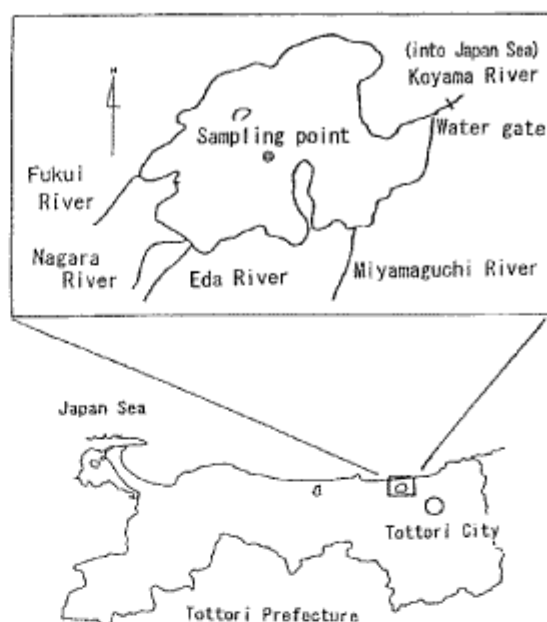 (into Japan Sea)
Koyama River
N
Sampling point
Water gate
Fukui
River
Nagara
River
Eda River
Miyamaguchi River
Japan Sea
Tottori City
Tottori Prefecture